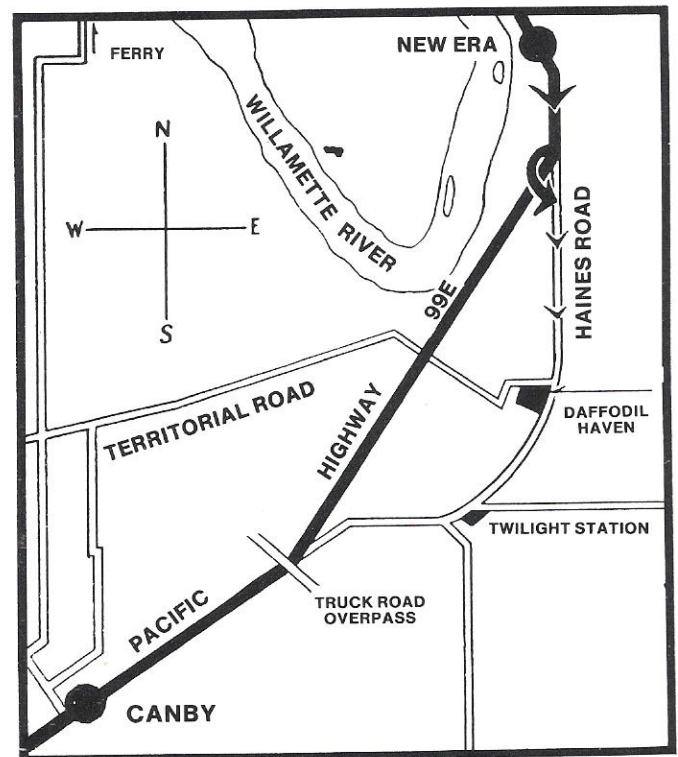 FERRY
NEW ERA
WILLAMETTE RIVER
N
W
E
S
HAINES ROAD
99E
TERRITORIAL ROAD
HIGHWAY
DAFFODIL
HAVEN
TWILIGHT STATION
TRUCK ROAD
OVERPASS
PACIFIC
CANBY